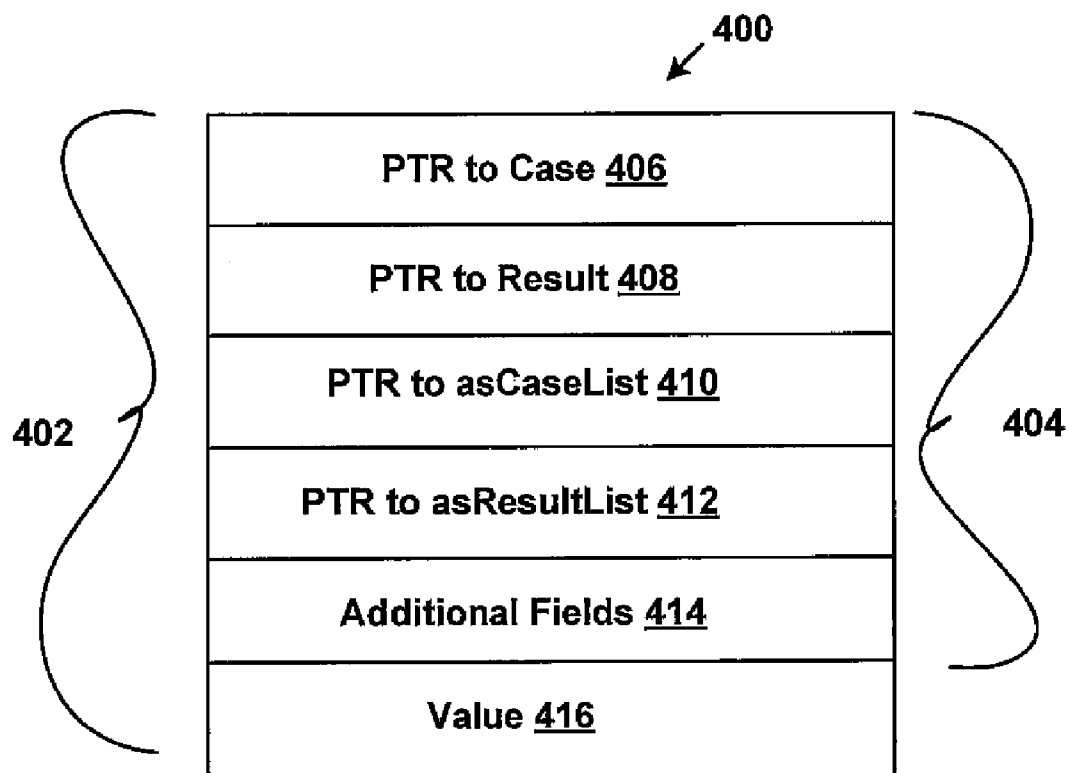 400
PTR to Case 406
PTR to Result 408
PTR to asCaseList 410
402
404
PTR to asResultList 412
Additional Fields 414
Value 416